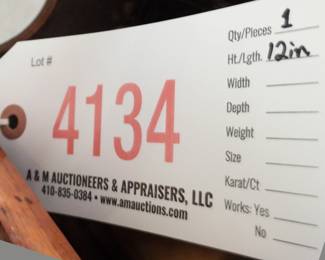 Lot #
4134
A & M AUCTIONEERS & APPRAISERS, LLC
410-835-0384 • www.amauctions.com
Qty/Pieces 1
Ht./Lgth. 12in
Width
Depth
Weight
Size
Karat/Ct
Works: Yes
No